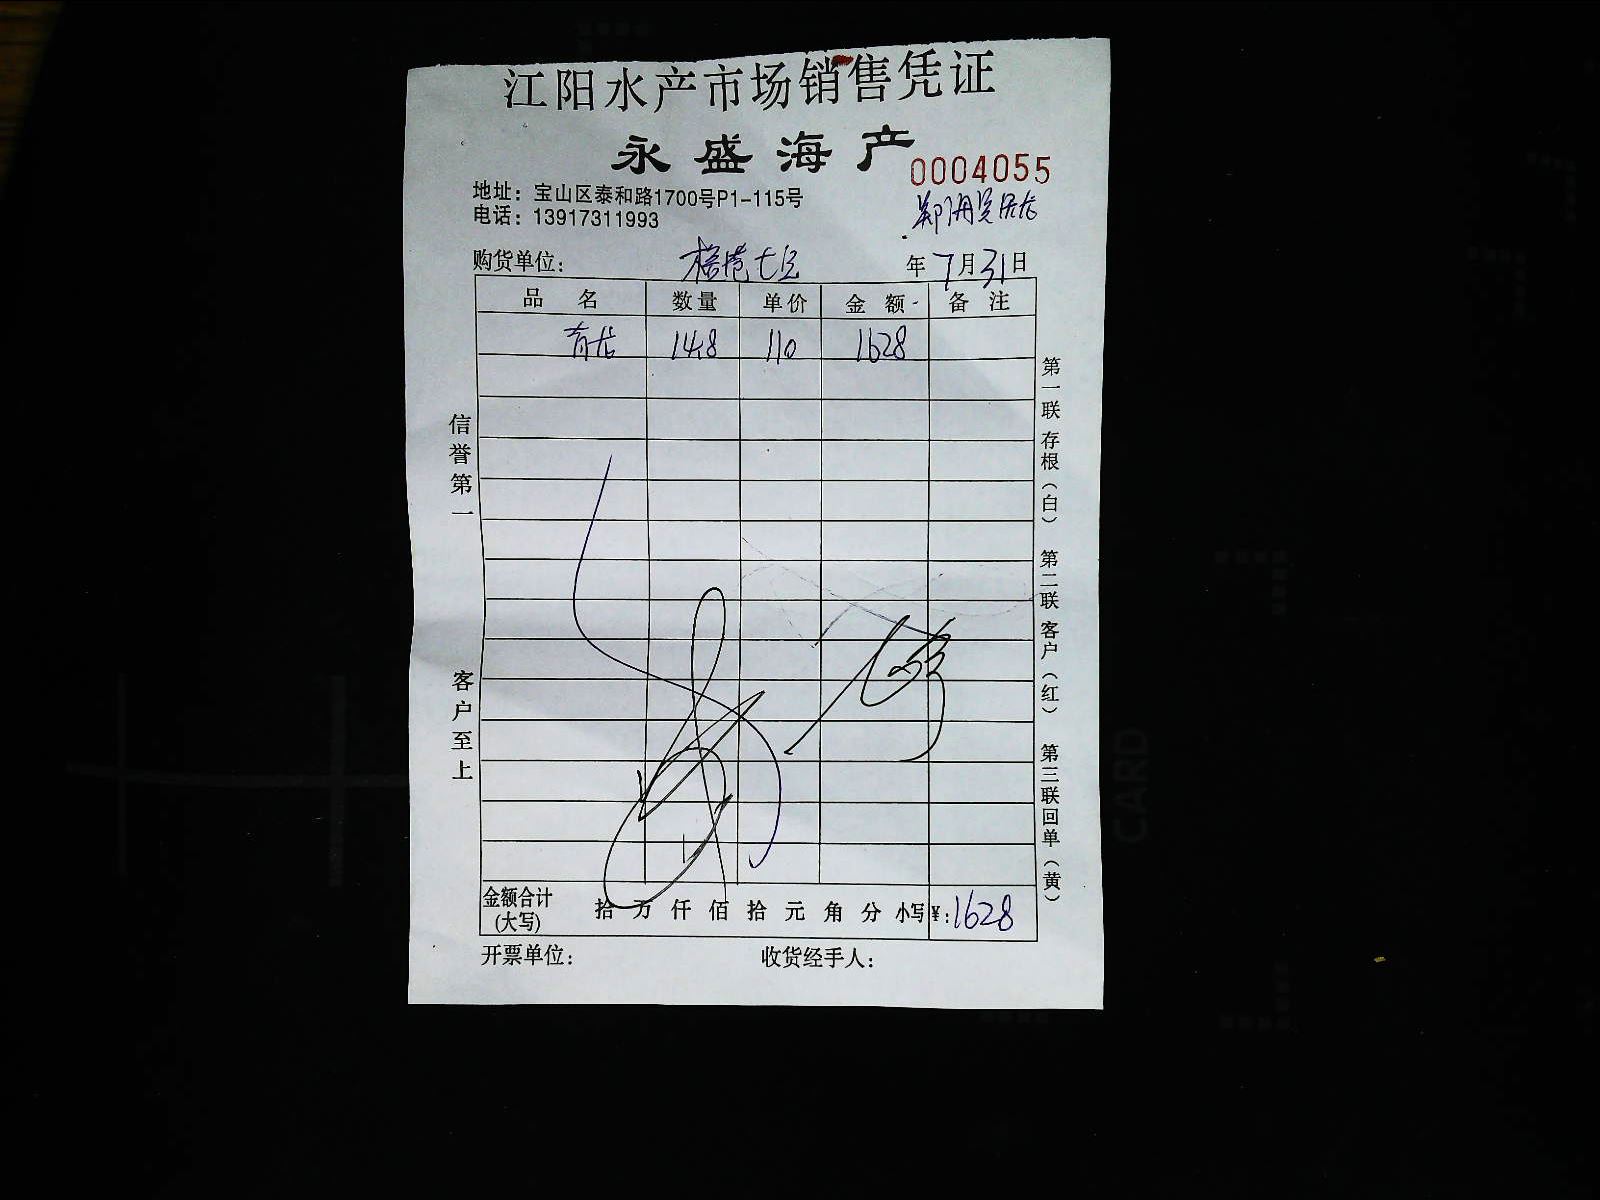 江阳水产市场销售凭证
永盛海产
0004055
地址：宝山区泰和路1700号P1-115号
电话：13917311993
购货单位：
年7月31日
品名 数量 单价 金额 备注
14.8 110 1628
信誉第一
客户至上
第一联存根（白） 第二联客户（红） 第三联回单（黄）
金额合计（大写） 拾万仟佰拾元角分 小写¥：1628
开票单位： 收货经手人：
CARD